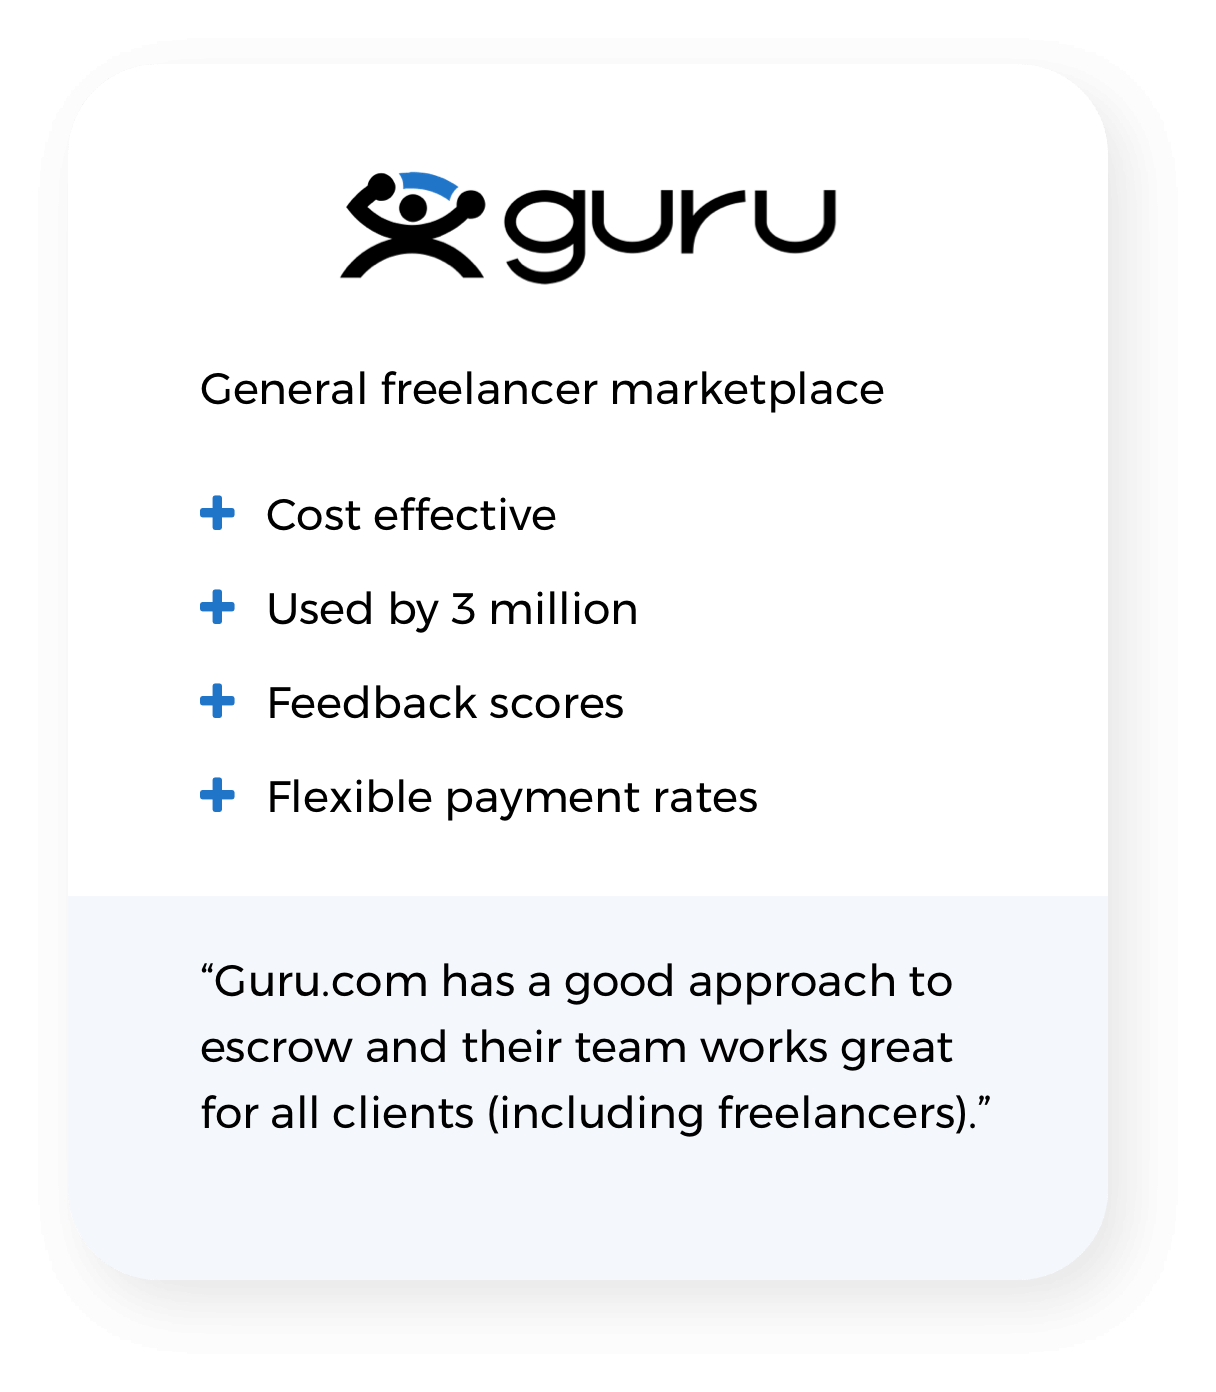 guru
General freelancer marketplace
Cost effective
Used by 3 million
Feedback scores
Flexible payment rates
“Guru.com has a good approach to
escrow and their team works great
for all clients (including freelancers).”